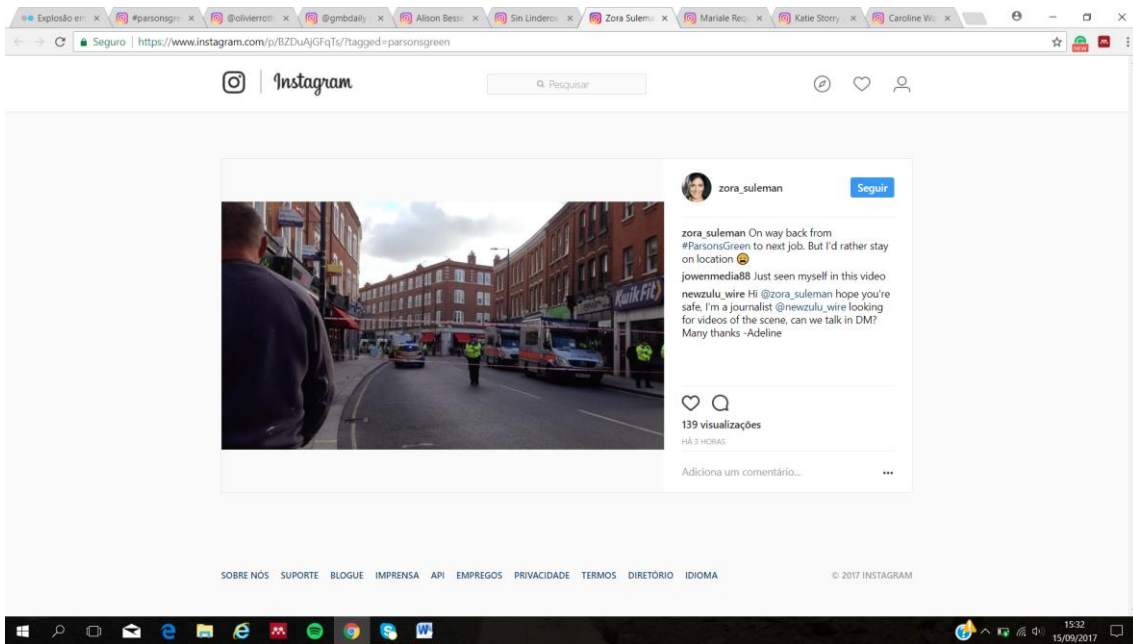 Explosão em
#parsonsgre
@olivierroth
@gmbdaily
Alison Besse
Sin Linderos
Zora Sulema
Mariale Req
Katie Storry
Caroline Wo
Seguro | https://www.instagram.com/p/BZDuAjGFqTs/?tagged=parsonsgreen
NEW
Instagram
Pesquisar
KwikFit
zora_suleman
Seguir
zora_suleman On way back from
#ParsonsGreen to next job. But I'd rather stay
on location 😩
jowenmedia88 Just seen myself in this video
newzulu_wire Hi @zora_suleman hope you're
safe, I'm a journalist @newzulu_wire looking
for videos of the scene, can we talk in DM?
Many thanks -Adeline
139 visualizações
HÁ 3 HORAS
Adiciona um comentário...
SOBRE NÓS SUPORTE BLOGUE IMPRENSA API EMPREGOS PRIVACIDADE TERMOS DIRETÓRIO IDIOMA
© 2017 INSTAGRAM
15:32
15/09/2017